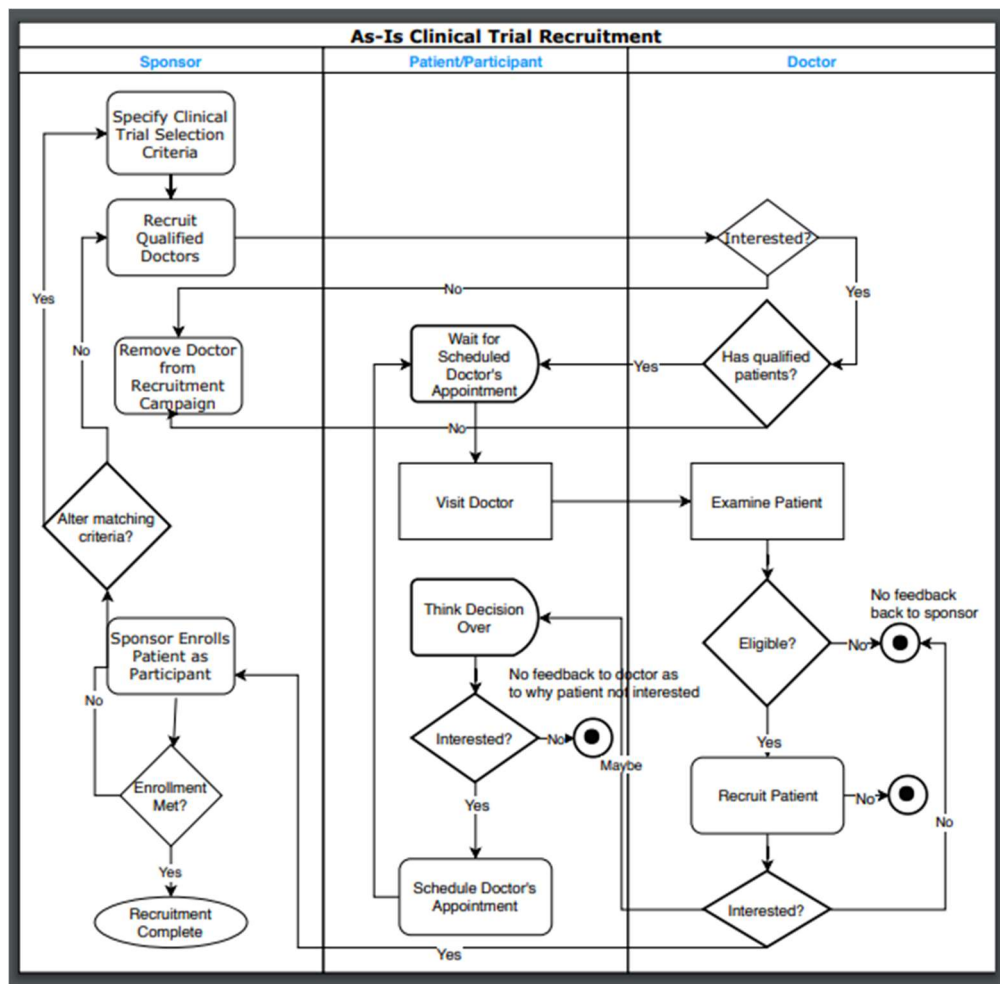 As-Is Clinical Trial Recruitment
Sponsor
Patient/Participant
Doctor
Specify Clinical
Trial Selection
Criteria
Recruit
Qualified
Doctors
Interested?
Yes
No
Yes
No
Remove Doctor
from
Recruitment
Campaign
Wait for
Scheduled
Doctor's
Appointment
Yes
Has qualified
patients?
No
Alter matching
criteria?
Visit Doctor
Examine Patient
Think Decision
Over
Eligible?
No
No feedback
back to sponsor
Sponsor Enrolls
Patient as
Participant
No
No feedback to doctor as
to why patient not interested
Interested?
No
Maybe
Yes
Recruit Patient
No
No
Enrollment
Met?
Yes
Yes
Schedule Doctor's
Appointment
Interested?
Recruitment
Complete
Yes